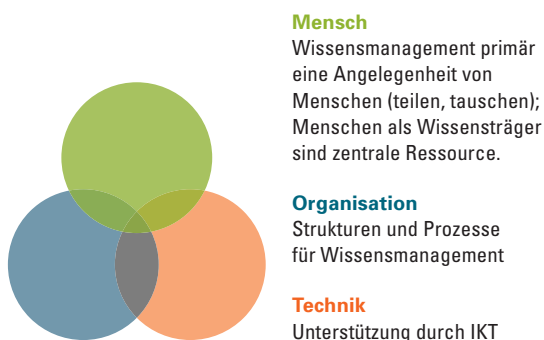 Mensch
Wissensmanagement primär
eine Angelegenheit von
Menschen (teilen, tauschen);
Menschen als Wissensträger
sind zentrale Ressource.
Organisation
Strukturen und Prozesse
für Wissensmanagement
Technik
Unterstützung durch IKT